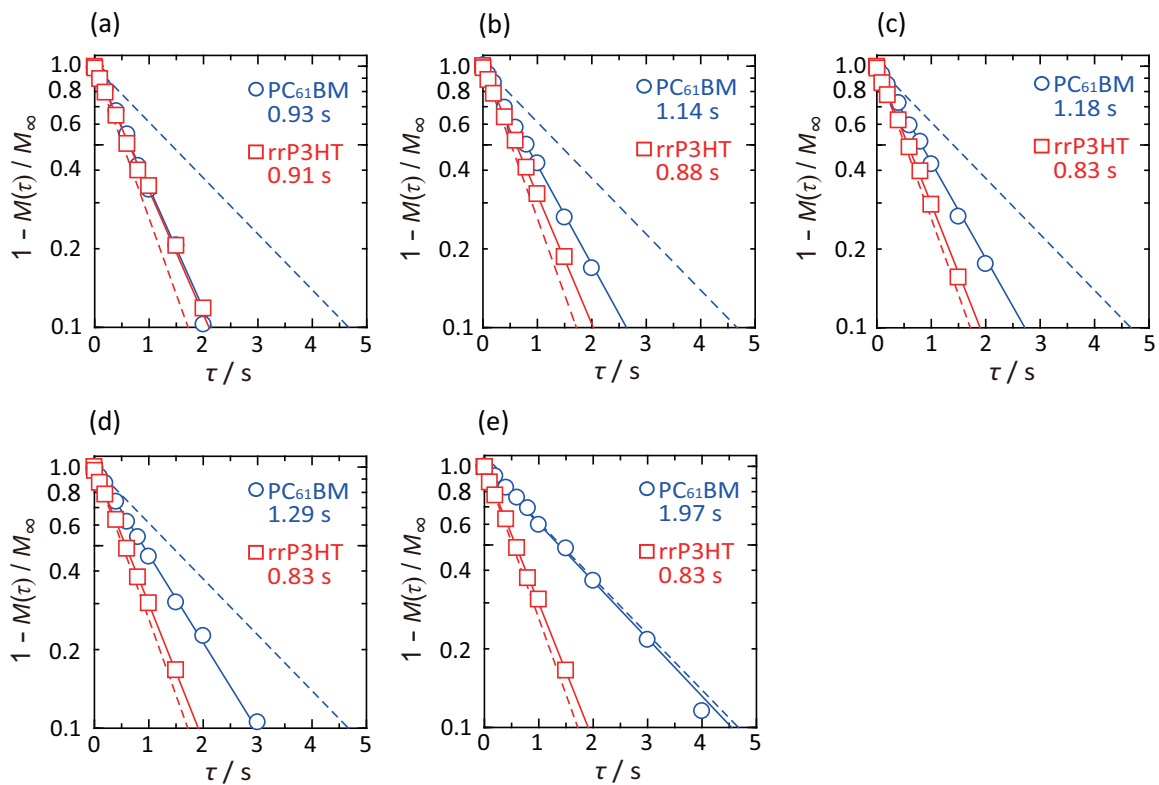 (a)
1.0
0.8
0.6
0.4
0.2
0.1
1 − M(τ) / M∞
PC₆₁BM
0.93 s
rrP3HT
0.91 s
0 1 2 3 4 5
τ / s
(b)
1.0
0.8
0.6
0.4
0.2
0.1
1 − M(τ) / M∞
PC₆₁BM
1.14 s
rrP3HT
0.88 s
0 1 2 3 4 5
τ / s
(c)
1.0
0.8
0.6
0.4
0.2
0.1
1 − M(τ) / M∞
PC₆₁BM
1.18 s
rrP3HT
0.83 s
0 1 2 3 4 5
τ / s
(d)
1.0
0.8
0.6
0.4
0.2
0.1
1 − M(τ) / M∞
PC₆₁BM
1.29 s
rrP3HT
0.83 s
0 1 2 3 4 5
τ / s
(e)
1.0
0.8
0.6
0.4
0.2
0.1
1 − M(τ) / M∞
PC₆₁BM
1.97 s
rrP3HT
0.83 s
0 1 2 3 4 5
τ / s